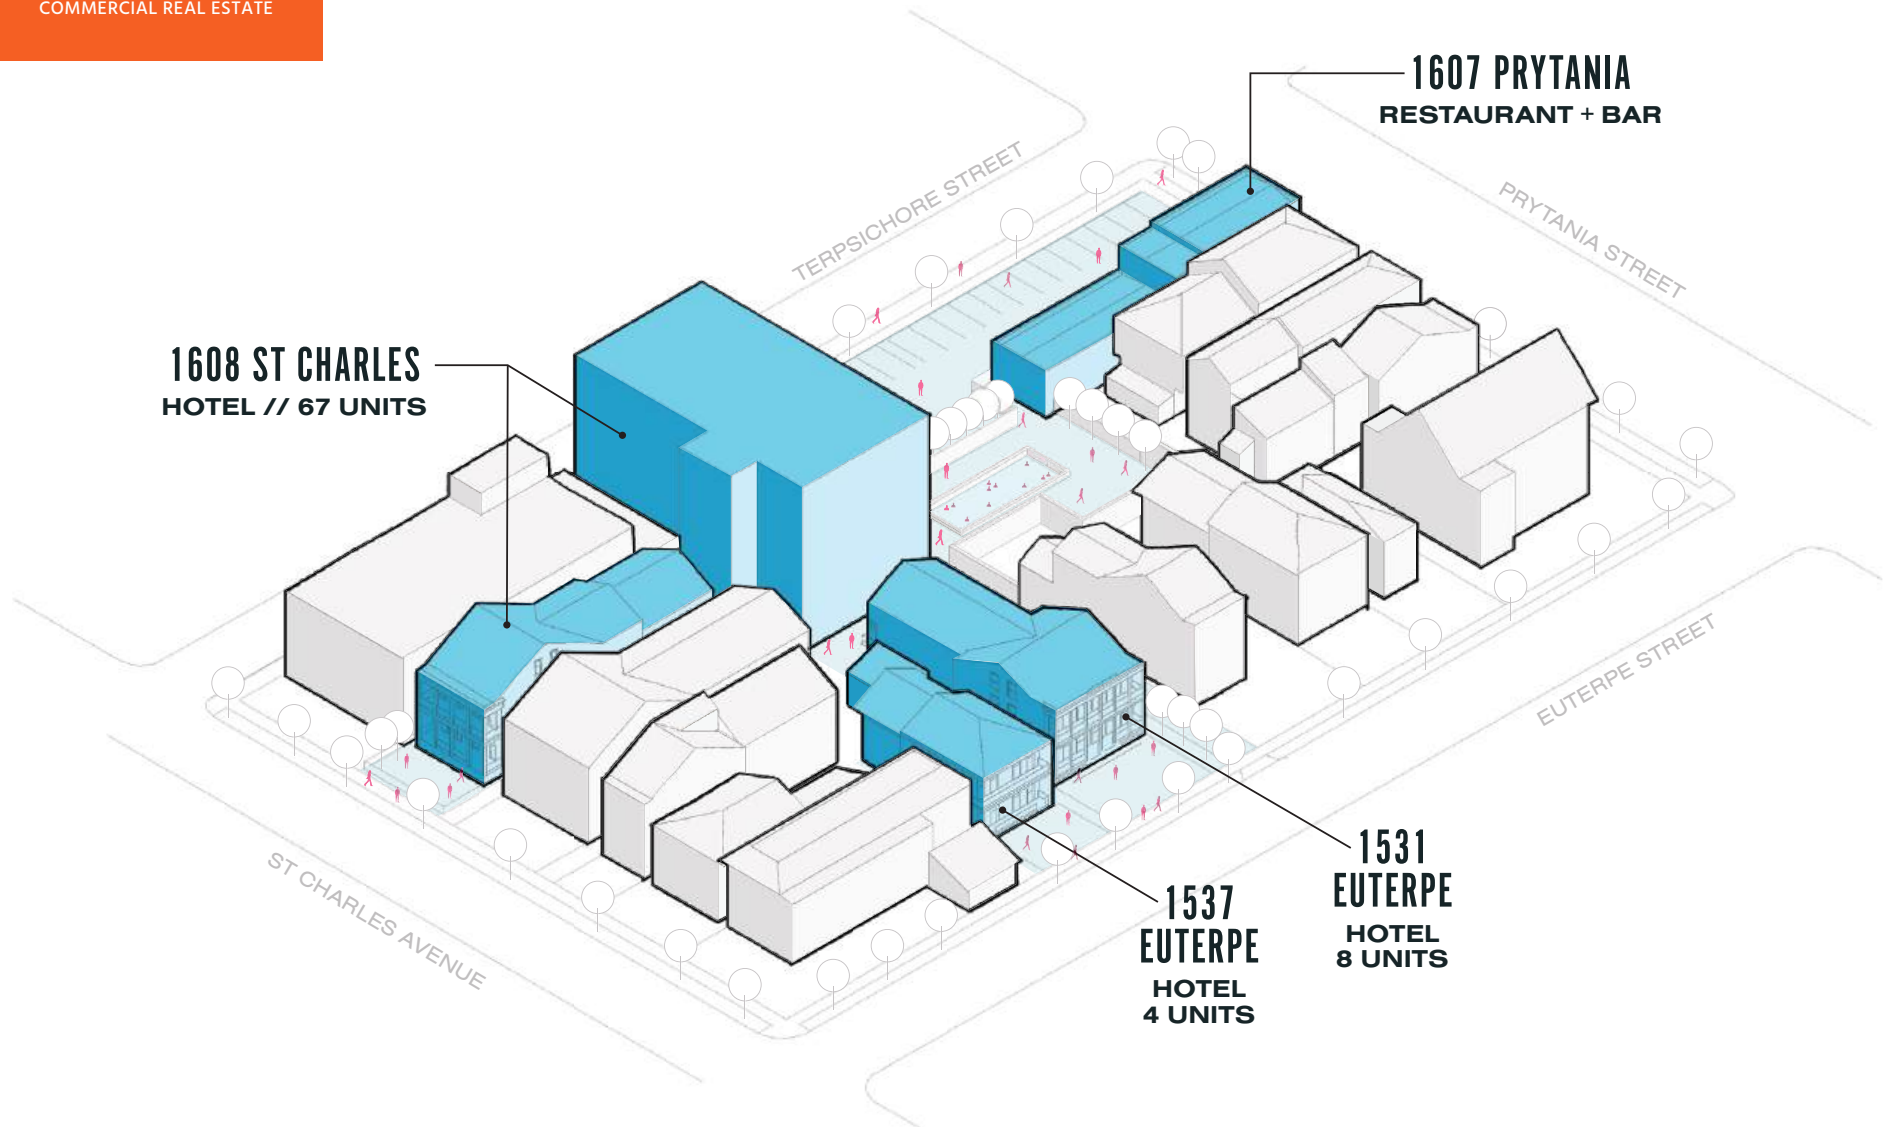 COMMERCIAL REAL ESTATE
1607 PRYTANIA
RESTAURANT + BAR
TERPSICHORE STREET
PRYTANIA STREET
1608 ST CHARLES
HOTEL // 67 UNITS
EUTERPE STREET
ST CHARLES AVENUE
1531
EUTERPE
HOTEL
8 UNITS
1537
EUTERPE
HOTEL
4 UNITS